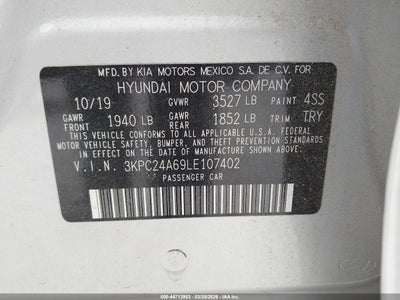 MFD. BY KIA MOTORS MEXICO S.A. DE C.V. FOR
HYUNDAI MOTOR COMPANY
10/19 GVWR 3527 LB PAINT 4SS
GAWR FRONT 1940 LB GAWR REAR 1852 LB TRIM TRY
THIS VEHICLE CONFORMS TO ALL APPLICABLE FEDERAL MOTOR
VEHICLE SAFETY, BUMPER, AND THEFT PREVENTION STANDARDS
IN EFFECT ON THE DATE OF MANUFACTURE SHOWN ABOVE.
V.I.N. 3KPC24A69LE107402
PASSENGER CAR
500-44713953 | 03/30/2026 | IAA